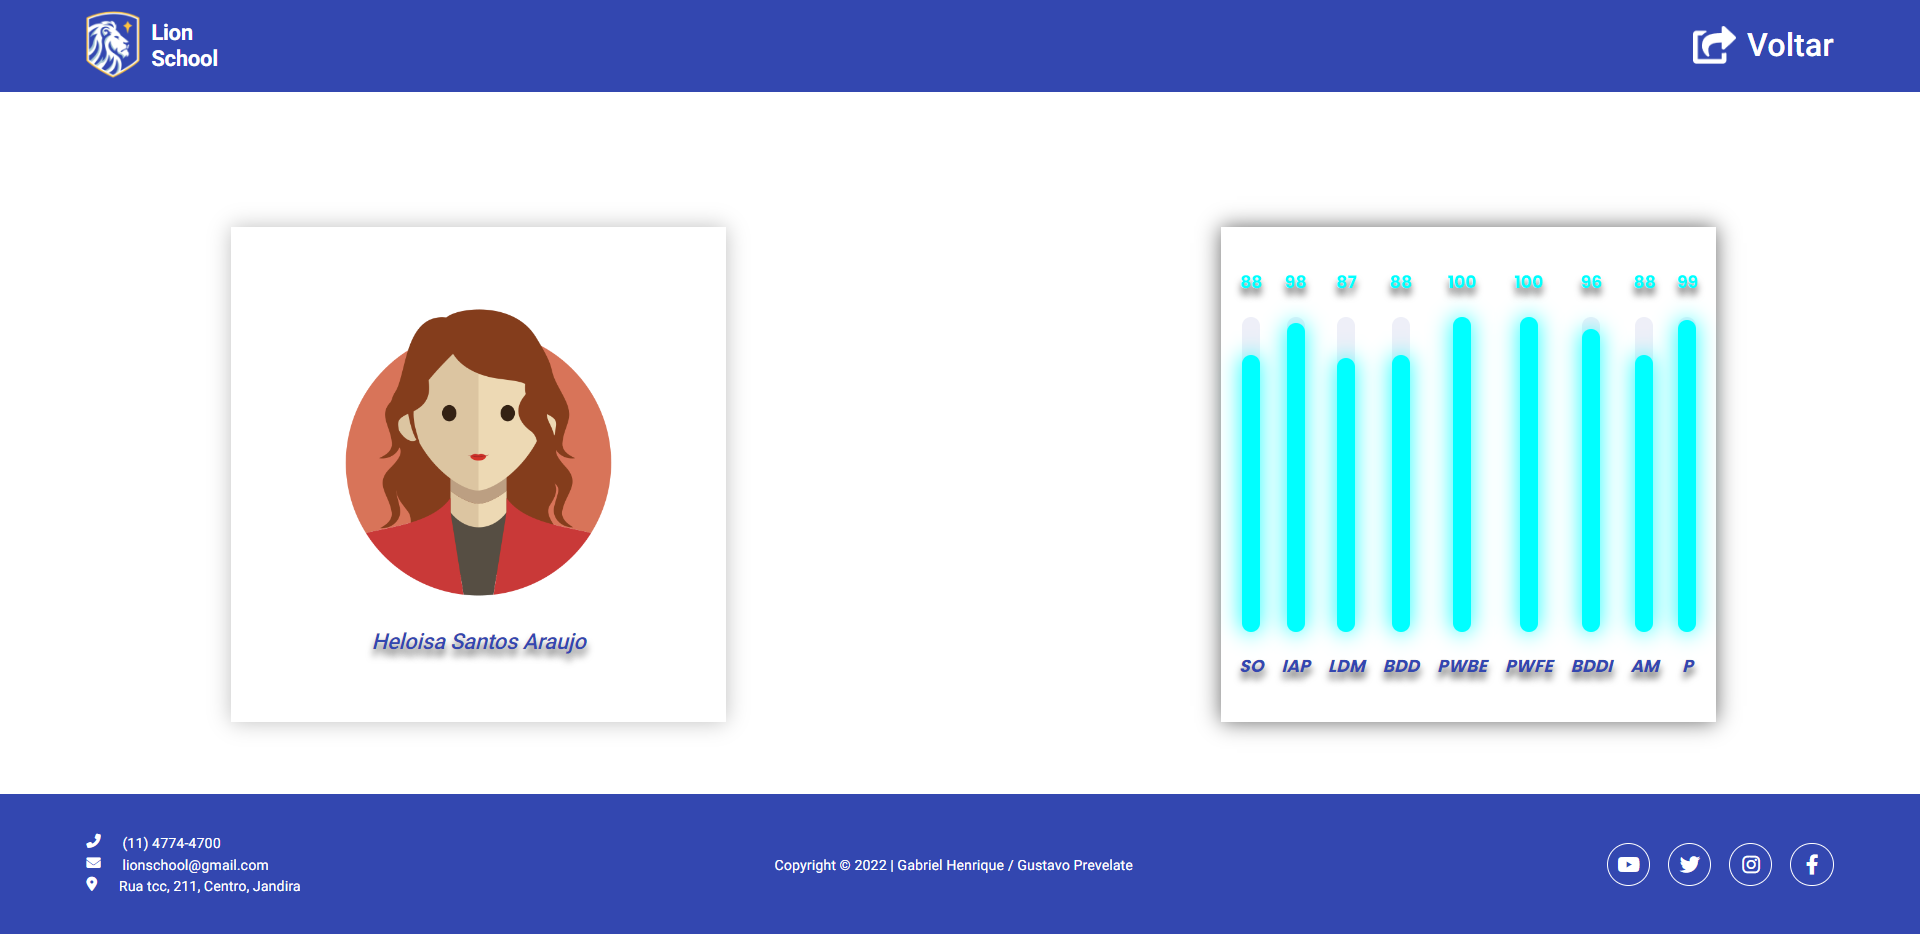 Lion
School
Voltar
Heloisa Santos Araujo
88 98 87 88 100 100 96 88 99
SO IAP LDM BDD PWBE PWFE BDDI AM P
(11) 4774-4700
lionschool@gmail.com
Rua tcc, 211, Centro, Jandira
Copyright © 2022 | Gabriel Henrique / Gustavo Prevelate